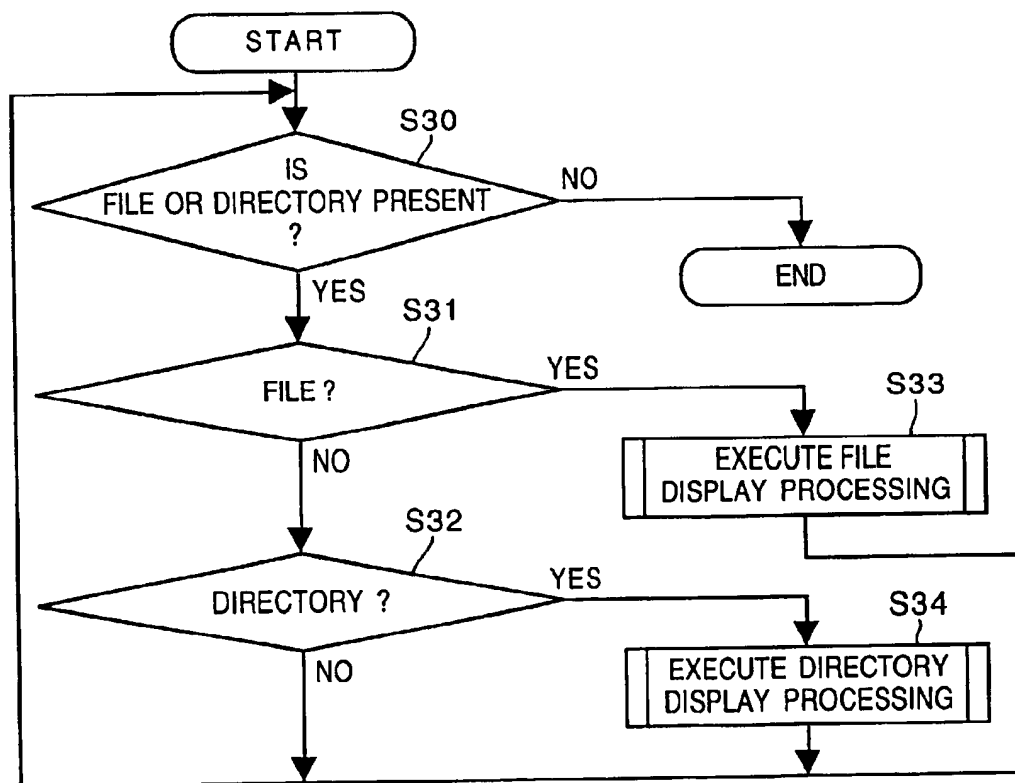 START
S30
IS
FILE OR DIRECTORY PRESENT
?
NO
END
YES
S31
FILE ?
YES
S33
EXECUTE FILE
DISPLAY PROCESSING
NO
S32
DIRECTORY ?
YES
S34
EXECUTE DIRECTORY
DISPLAY PROCESSING
NO